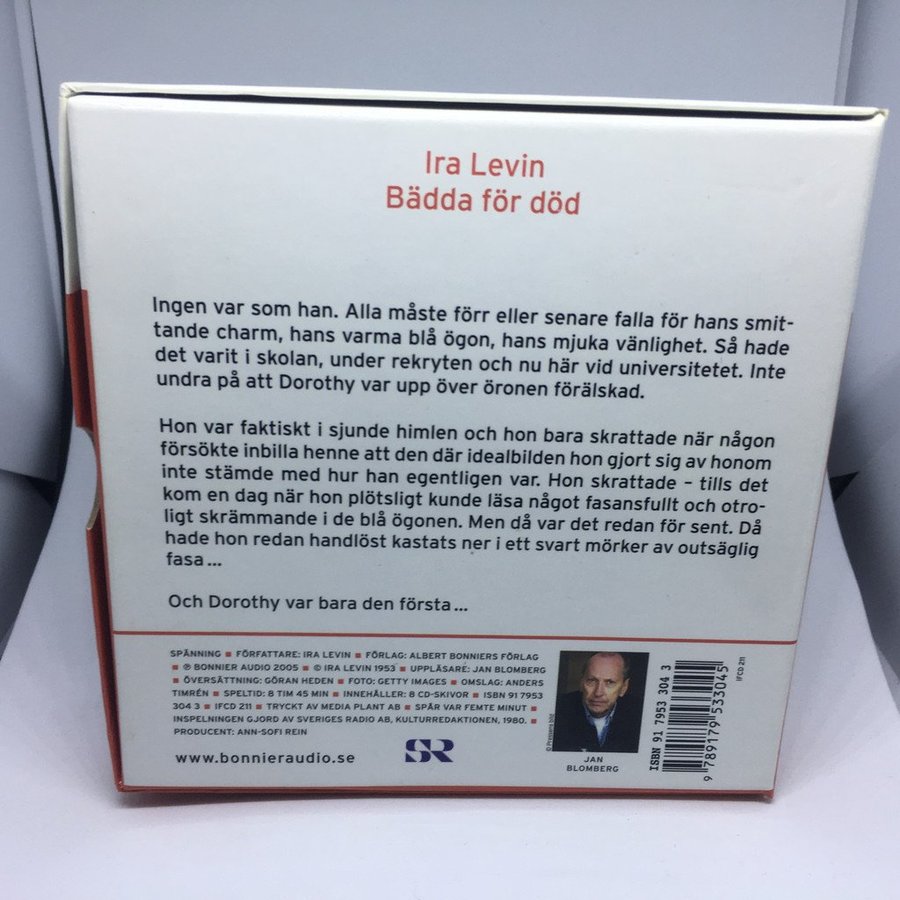 Ira Levin
Bädda för död
Ingen var som han. Alla måste förr eller senare falla för hans smit-
tande charm, hans varma blå ögon, hans mjuka vänlighet. Så hade
det varit i skolan, under rekryten och nu här vid universitetet. Inte
undra på att Dorothy var upp över öronen förälskad.
Hon var faktiskt i sjunde himlen och hon bara skrattade när någon
försökte inbilla henne att den där idealbilden hon gjort sig av honom
inte stämde med hur han egentligen var. Hon skrattade – tills det
kom en dag när hon plötsligt kunde läsa något fasansfullt och otro-
ligt skrämmande i de blå ögonen. Men då var det redan för sent. Då
hade hon redan handlöst kastats ner i ett svart mörker av outsäglig
fasa ...
Och Dorothy var bara den första ...
SPÄNNING ■ FÖRFATTARE: IRA LEVIN ■ FÖRLAG: ALBERT BONNIERS FÖRLAG
■ ℗ BONNIER AUDIO 2005 ■ © IRA LEVIN 1953 ■ UPPLÄSARE: JAN BLOMBERG
■ ÖVERSÄTTNING: GÖRAN HEDEN ■ FOTO: GETTY IMAGES ■ OMSLAG: ANDERS
TIMRÉN ■ SPELTID: 8 TIM 45 MIN ■ INNEHÅLLER: 8 CD-SKIVOR ■ ISBN 91 7953
304 3 ■ IFCD 211 ■ TRYCKT AV MEDIA PLANT AB ■ SPÅR VAR FEMTE MINUT ■
INSPELNINGEN GJORD AV SVERIGES RADIO AB, KULTURREDAKTIONEN, 1980. ■
PRODUCENT: ANN-SOFI REIN
www.bonnieraudio.se
SR
© Pressens bild
JAN
BLOMBERG
ISBN 91 7953 304 3
9 789179 533045
IFCD 211